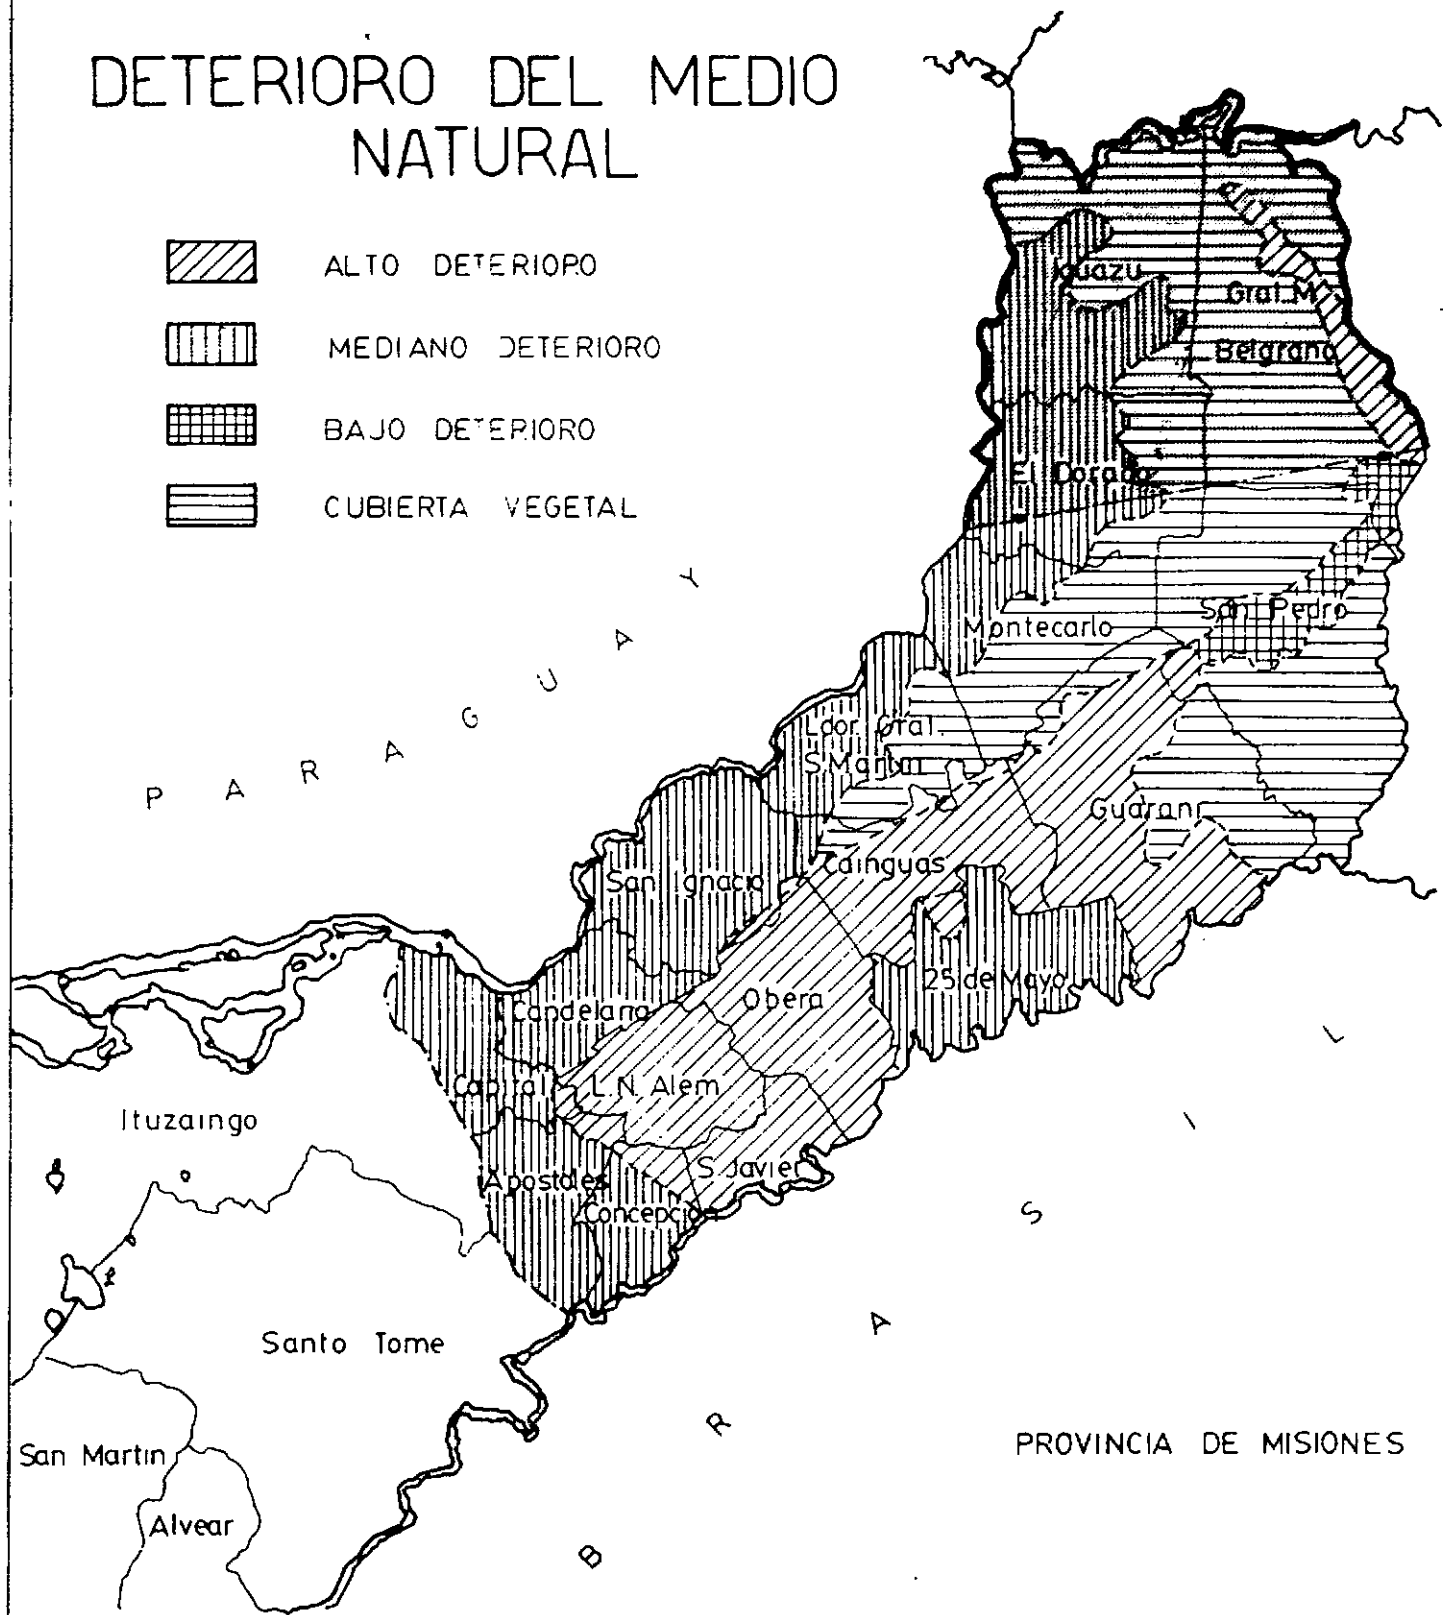 DETERIORO DEL MEDIO
NATURAL
ALTO DETERIORO
MEDIANO DETERIORO
BAJO DETERIORO
CUBIERTA VEGETAL
PARAGUAY
Iguazu
Gral. M.
Belgrano
El Dorado
San Pedro
Montecarlo
Ldor. Gral.
S. Martin
Guarani
Cainguas
San Ignacio
25 de Mayo
Obera
Candelaria
Capital
L.N. Alem
Ituzaingo
S. Javier
Apostoles
Concepcion
Santo Tome
BRASIL
PROVINCIA DE MISIONES
San Martin
Alvear